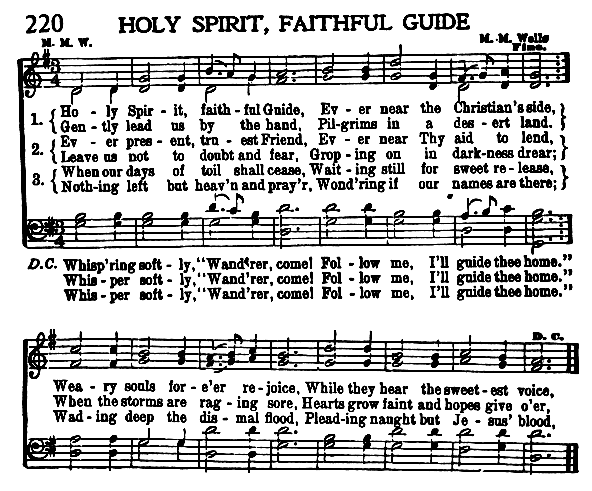 220 HOLY SPIRIT, FAITHFUL GUIDE
M. M. W. M. M. Wells
Fine.
1. { Ho - ly Spir - it, faith - ful Guide, Ev - er near the Christian's side, }
{ Gen - tly lead us by the hand, Pil - grims in a des - ert land. }
2. { Ev - er pres - ent, tru - est Friend, Ev - er near Thy aid to lend, }
{ Leave us not to doubt and fear, Grop - ing on in dark - ness drear; }
3. { When our days of toil shall cease, Wait - ing still for sweet re - lease, }
{ Noth - ing left but heav'n and pray'r, Wond'ring if our names are there; }
D.C. Whisp'ring soft - ly, "Wand'rer, come! Fol - low me, I'll guide thee home."
Whis - per soft - ly, "Wand'rer, come! Fol - low me, I'll guide thee home."
Whis - per soft - ly, "Wand'rer, come! Fol - low me, I'll guide thee home."
D. C.
Wea - ry souls for - e'er re - joice, While they hear the sweet - est voice,
When the storms are rag - ing sore, Hearts grow faint and hopes give o'er,
Wad - ing deep the dis - mal flood, Plead - ing naught but Je - sus' blood,